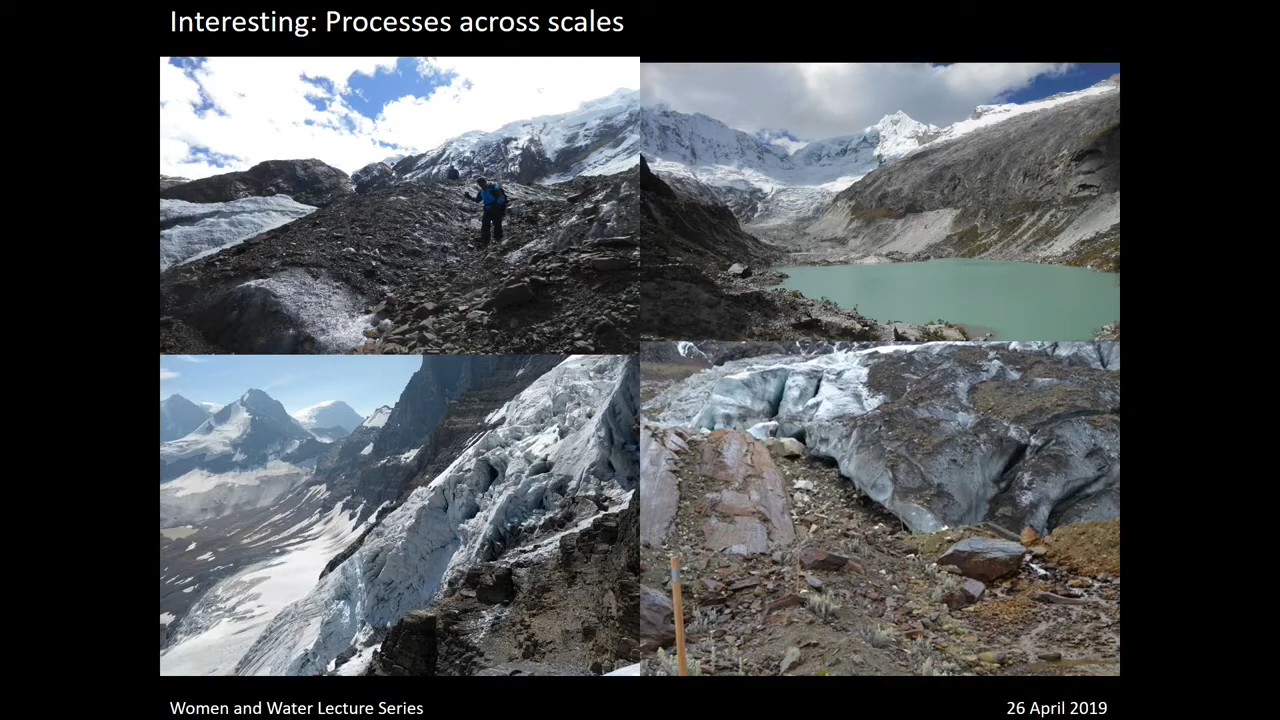 Interesting: Processes across scales
Women and Water Lecture Series
26 April 2019